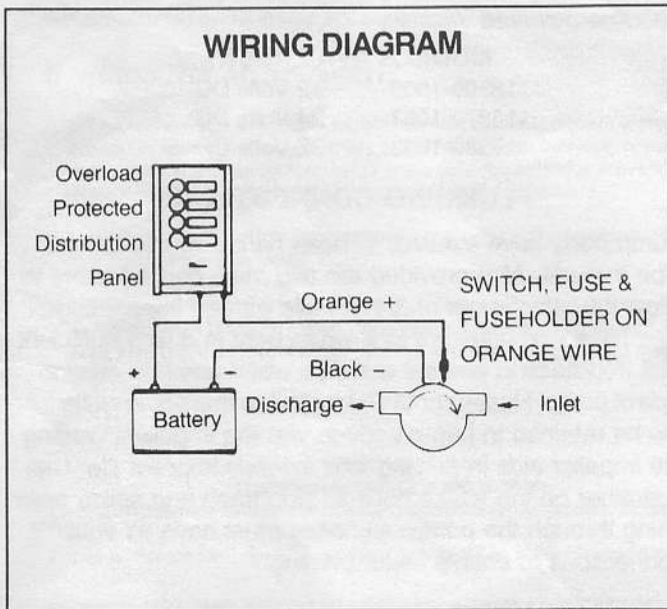 WIRING DIAGRAM
Overload
Protected
Distribution
Panel
Orange +
SWITCH, FUSE &
FUSEHOLDER ON
ORANGE WIRE
+
-
Black -
Battery
Discharge
Inlet